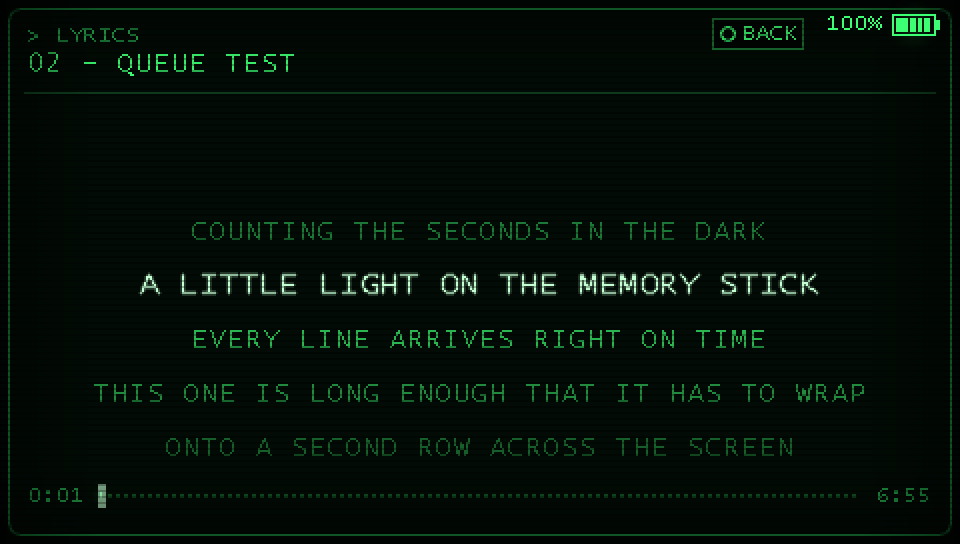 > LYRICS
02 - QUEUE TEST
BACK
100%
COUNTING THE SECONDS IN THE DARK
A LITTLE LIGHT ON THE MEMORY STICK
EVERY LINE ARRIVES RIGHT ON TIME
THIS ONE IS LONG ENOUGH THAT IT HAS TO WRAP
ONTO A SECOND ROW ACROSS THE SCREEN
0:01
6:55